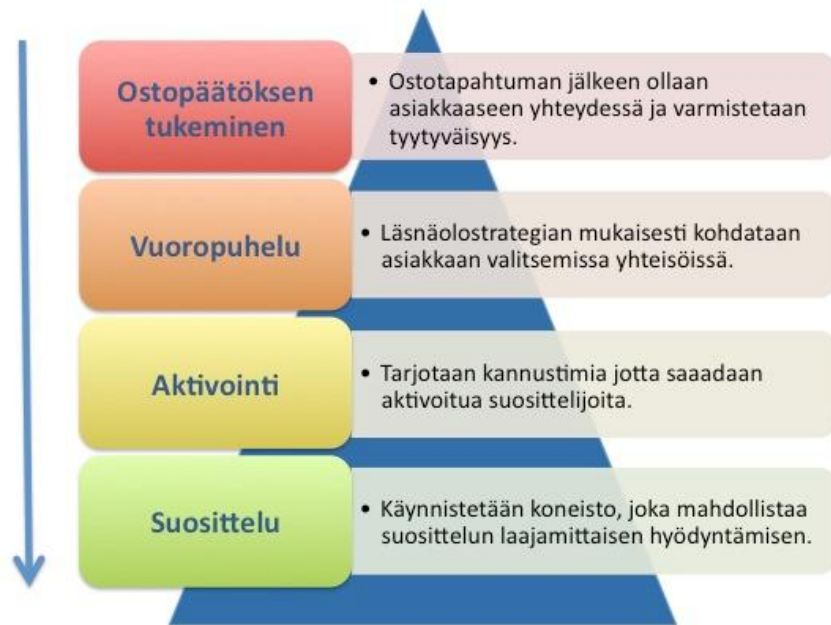 Ostopäätöksen
tukeminen
• Ostotapahtuman jälkeen ollaan
asiakkaaseen yhteydessä ja varmistetaan
tyytyväisyys.
Vuoropuhelu
• Läsnäolostrategian mukaisesti kohdataan
asiakkaan valitsemissa yhteisöissä.
Aktivointi
• Tarjotaan kannustimia jotta saaadaan
aktivoitua suosittelijoita.
Suosittelu
• Käynnistetään koneisto, joka mahdollistaa
suosittelun laajamittaisen hyödyntämisen.